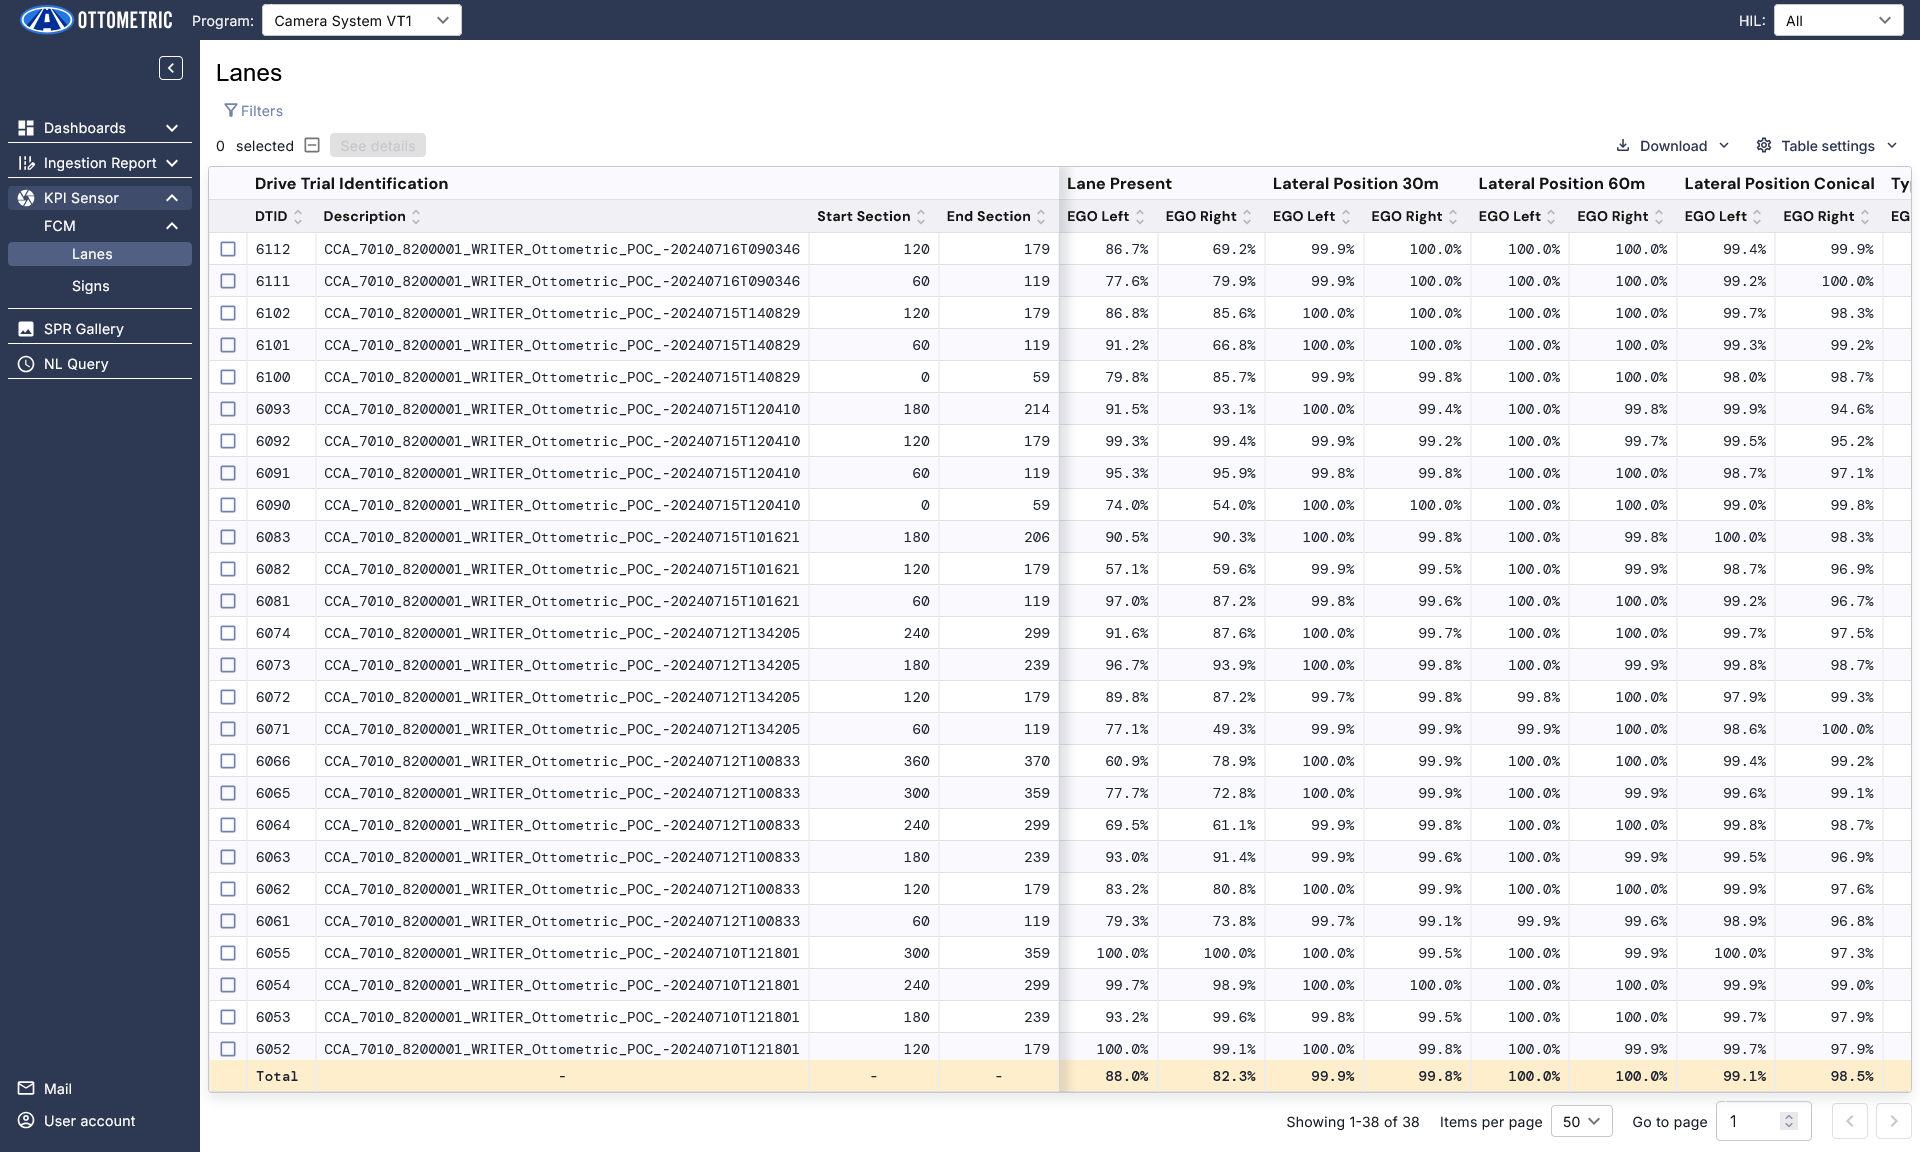 OTTOMETRIC Program: Camera System VT1 HIL: All
Lanes
Filters
0 selected See details Download Table settings
Dashboards
Ingestion Report
KPI Sensor
FCM
Lanes
Signs
SPR Gallery
NL Query
Mail
User account
Drive Trial Identification Lane Present Lateral Position 30m Lateral Position 60m Lateral Position Conical Ty
DTID Description Start Section End Section EGO Left EGO Right EGO Left EGO Right EGO Left EGO Right EGO Left EGO Right EG
6112 CCA_7010_8200001_WRITER_Ottometric_POC_-20240716T090346 120 179 86.7% 69.2% 99.9% 100.0% 100.0% 100.0% 99.4% 99.9%
6111 CCA_7010_8200001_WRITER_Ottometric_POC_-20240716T090346 60 119 77.6% 79.9% 99.9% 100.0% 100.0% 100.0% 99.2% 100.0%
6102 CCA_7010_8200001_WRITER_Ottometric_POC_-20240715T140829 120 179 86.8% 85.6% 100.0% 100.0% 100.0% 100.0% 99.7% 98.3%
6101 CCA_7010_8200001_WRITER_Ottometric_POC_-20240715T140829 60 119 91.2% 66.8% 100.0% 100.0% 100.0% 100.0% 99.3% 99.2%
6100 CCA_7010_8200001_WRITER_Ottometric_POC_-20240715T140829 0 59 79.8% 85.7% 99.9% 99.8% 100.0% 100.0% 98.0% 98.7%
6093 CCA_7010_8200001_WRITER_Ottometric_POC_-20240715T120410 180 214 91.5% 93.1% 100.0% 99.4% 100.0% 99.8% 99.9% 94.6%
6092 CCA_7010_8200001_WRITER_Ottometric_POC_-20240715T120410 120 179 99.3% 99.4% 99.9% 99.2% 100.0% 99.7% 99.5% 95.2%
6091 CCA_7010_8200001_WRITER_Ottometric_POC_-20240715T120410 60 119 95.3% 95.9% 99.8% 99.8% 100.0% 100.0% 98.7% 97.1%
6090 CCA_7010_8200001_WRITER_Ottometric_POC_-20240715T120410 0 59 74.0% 54.0% 100.0% 100.0% 100.0% 100.0% 99.0% 99.8%
6083 CCA_7010_8200001_WRITER_Ottometric_POC_-20240715T101621 180 206 90.5% 90.3% 100.0% 99.8% 100.0% 99.8% 100.0% 98.3%
6082 CCA_7010_8200001_WRITER_Ottometric_POC_-20240715T101621 120 179 57.1% 59.6% 99.9% 99.5% 100.0% 99.9% 98.7% 96.9%
6081 CCA_7010_8200001_WRITER_Ottometric_POC_-20240715T101621 60 119 97.0% 87.2% 99.8% 99.6% 100.0% 100.0% 99.2% 96.7%
6074 CCA_7010_8200001_WRITER_Ottometric_POC_-20240712T134205 240 299 91.6% 87.6% 100.0% 99.7% 100.0% 100.0% 99.7% 97.5%
6073 CCA_7010_8200001_WRITER_Ottometric_POC_-20240712T134205 180 239 96.7% 93.9% 100.0% 99.8% 100.0% 99.9% 99.8% 98.7%
6072 CCA_7010_8200001_WRITER_Ottometric_POC_-20240712T134205 120 179 89.8% 87.2% 99.7% 99.8% 99.8% 100.0% 97.9% 99.3%
6071 CCA_7010_8200001_WRITER_Ottometric_POC_-20240712T134205 60 119 77.1% 49.3% 99.9% 99.9% 99.9% 100.0% 98.6% 100.0%
6066 CCA_7010_8200001_WRITER_Ottometric_POC_-20240712T100833 360 370 60.9% 78.9% 100.0% 99.9% 100.0% 100.0% 99.4% 99.2%
6065 CCA_7010_8200001_WRITER_Ottometric_POC_-20240712T100833 300 359 77.7% 72.8% 100.0% 99.9% 100.0% 99.9% 99.6% 99.1%
6064 CCA_7010_8200001_WRITER_Ottometric_POC_-20240712T100833 240 299 69.5% 61.1% 99.9% 99.8% 100.0% 100.0% 99.8% 98.7%
6063 CCA_7010_8200001_WRITER_Ottometric_POC_-20240712T100833 180 239 93.0% 91.4% 99.9% 99.6% 100.0% 99.9% 99.5% 96.9%
6062 CCA_7010_8200001_WRITER_Ottometric_POC_-20240712T100833 120 179 83.2% 80.8% 100.0% 99.9% 100.0% 100.0% 99.9% 97.6%
6061 CCA_7010_8200001_WRITER_Ottometric_POC_-20240712T100833 60 119 79.3% 73.8% 99.7% 99.1% 99.9% 99.6% 98.9% 96.8%
6055 CCA_7010_8200001_WRITER_Ottometric_POC_-20240710T121801 300 359 100.0% 100.0% 100.0% 99.5% 100.0% 99.9% 100.0% 97.3%
6054 CCA_7010_8200001_WRITER_Ottometric_POC_-20240710T121801 240 299 99.7% 98.9% 100.0% 100.0% 100.0% 100.0% 99.9% 99.0%
6053 CCA_7010_8200001_WRITER_Ottometric_POC_-20240710T121801 180 239 93.2% 99.6% 99.8% 99.5% 100.0% 100.0% 99.7% 97.9%
6052 CCA_7010_8200001_WRITER_Ottometric_POC_-20240710T121801 120 179 100.0% 99.1% 100.0% 99.8% 100.0% 99.9% 99.7% 97.9%
Total - - - 88.0% 82.3% 99.9% 99.8% 100.0% 100.0% 99.1% 98.5%
Showing 1-38 of 38 Items per page 50 Go to page 1